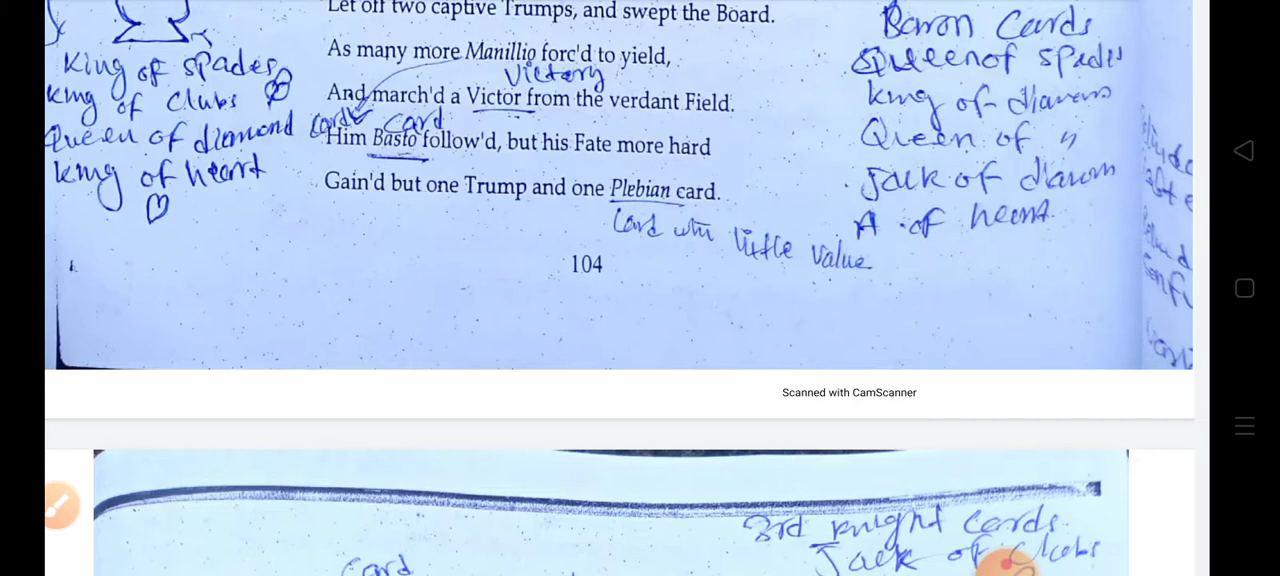 Let off two captive Trumps, and swept the Board.
As many more Manillio forc'd to yield,
Victory
And march'd a Victor from the verdant Field.
card card
Him Basto follow'd, but his Fate more hard
Gain'd but one Trump and one Plebian card.
Card little value
King of Spades
King of Clubs
Queen of diamond
King of heart
Baron Cards
Queen of Spades
King of
Queen of "
Jack of
A of
104
Scanned with CamScanner
3rd Knight Cards
Jack of Clubs
Card